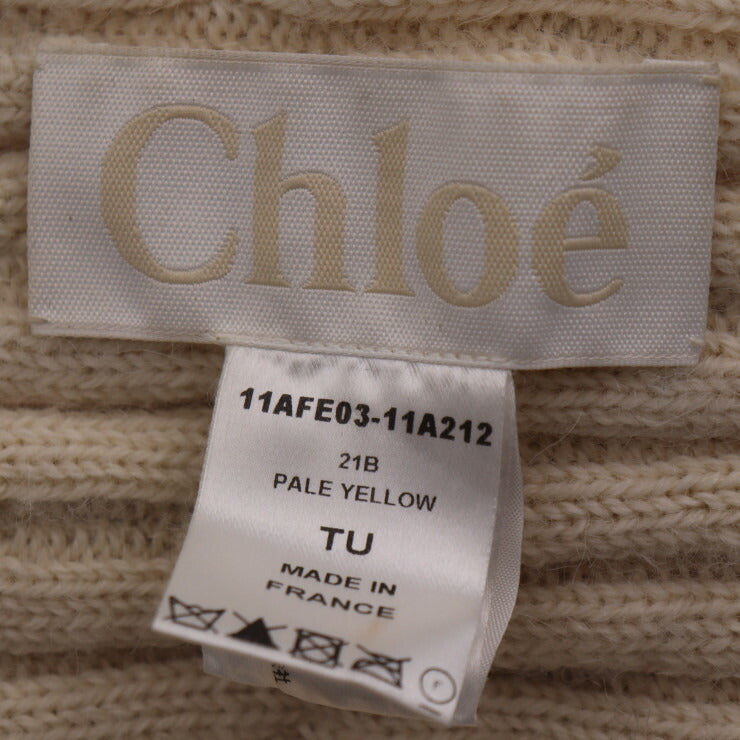 Chloé
11AFE03-11A212
21B
PALE YELLOW
TU
MADE IN
FRANCE